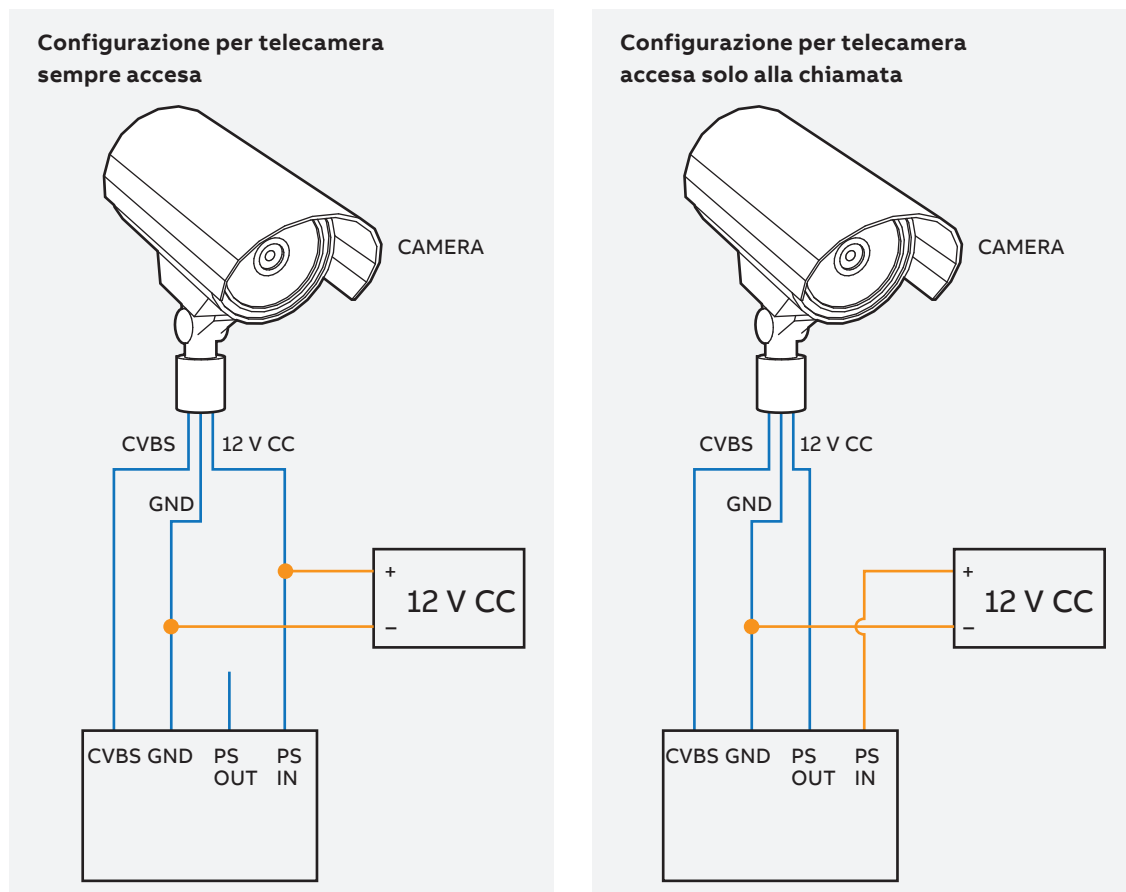 Configurazione per telecamera
sempre accesa
CAMERA
CVBS
12 V CC
GND
+
12 V CC
–
CVBS GND PS PS
OUT IN
Configurazione per telecamera
accesa solo alla chiamata
CAMERA
CVBS
12 V CC
GND
+
12 V CC
–
CVBS GND PS PS
OUT IN